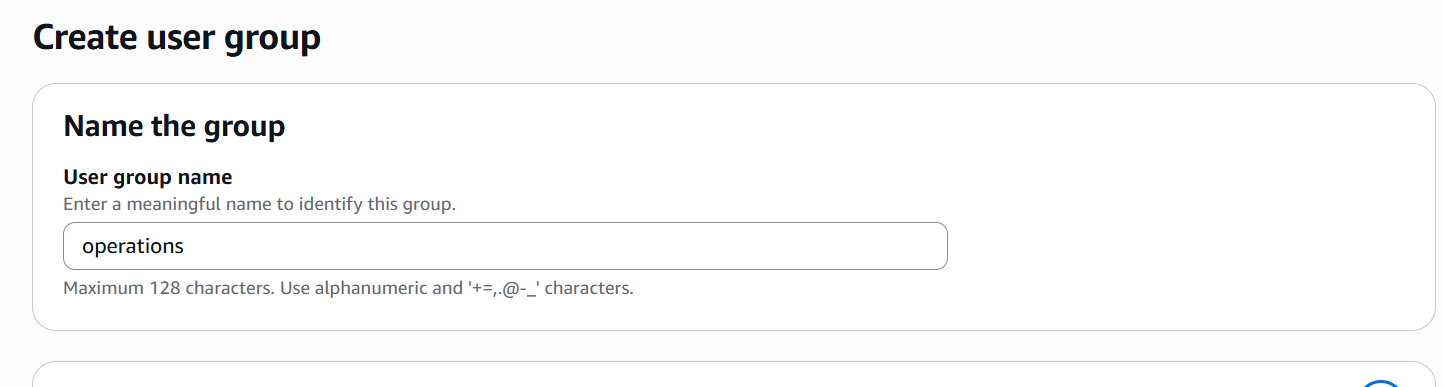 Create user group
Name the group
User group name
Enter a meaningful name to identify this group.
operations
Maximum 128 characters. Use alphanumeric and '+=,.@-_' characters.